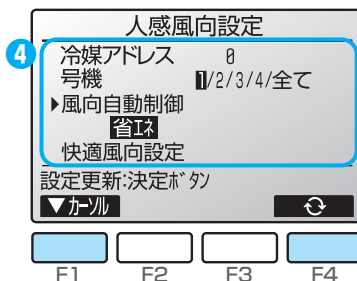 人感風向設定
4
冷媒アドレス 0
号機 1/2/3/4/全て
▶風向自動制御
省エネ
快適風向設定
設定更新:決定ボタン
▼カーソル
F1 F2 F3 F4